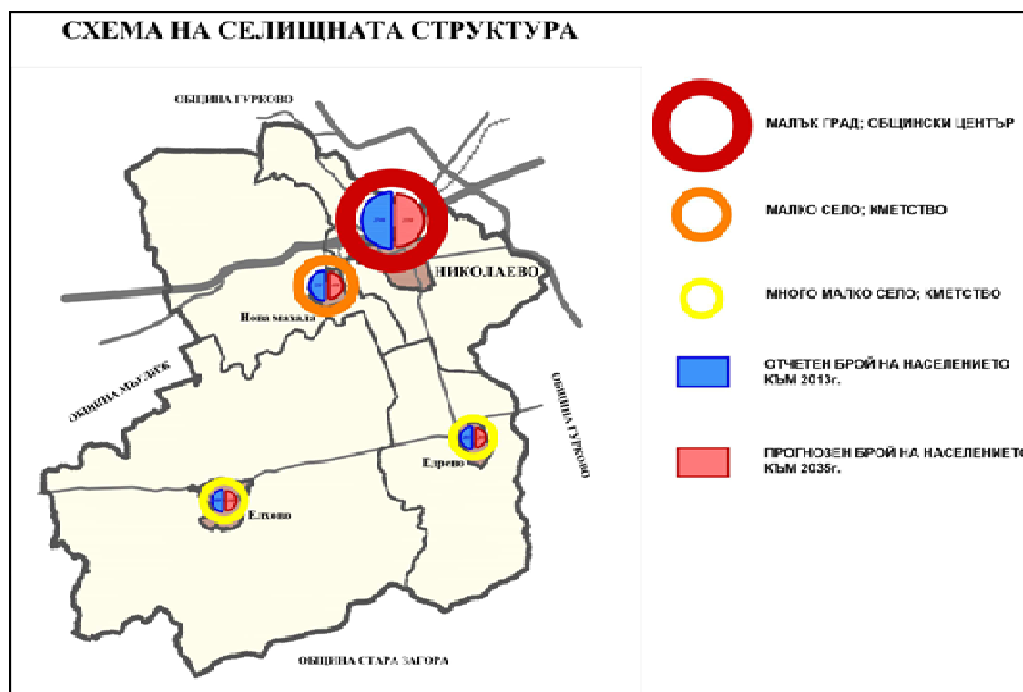 СХЕМА НА СЕЛИЩНАТА СТРУКТУРА
ОБЩИНА ГУРКОВО
НИКОЛАЕВО
Нова махала
ОБЩИНА МЪГЛИЖ
ОБЩИНА ГУРКОВО
Едрево
Елхово
ОБЩИНА СТАРА ЗАГОРА
МАЛЪК ГРАД; ОБЩИНСКИ ЦЕНТЪР
МАЛКО СЕЛО; КМЕТСТВО
МНОГО МАЛКО СЕЛО; КМЕТСТВО
ОТЧЕТЕН БРОЙ НА НАСЕЛЕНИЕТО
КЪМ 2013г.
ПРОГНОЗЕН БРОЙ НА НАСЕЛЕНИЕТО
КЪМ 2035г.